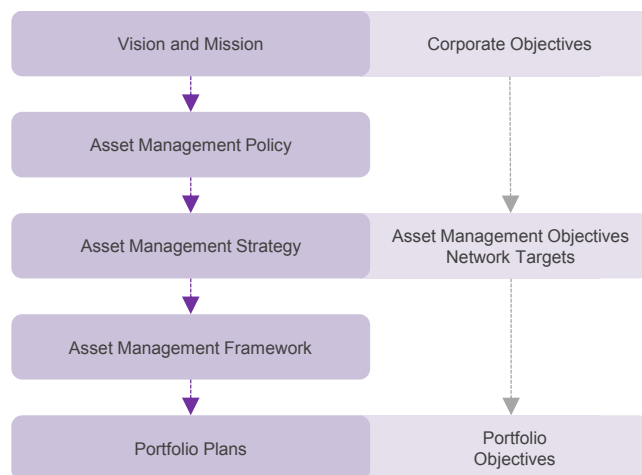 Vision and Mission
Corporate Objectives
Asset Management Policy
Asset Management Strategy
Asset Management Objectives
Network Targets
Asset Management Framework
Portfolio Plans
Portfolio
Objectives